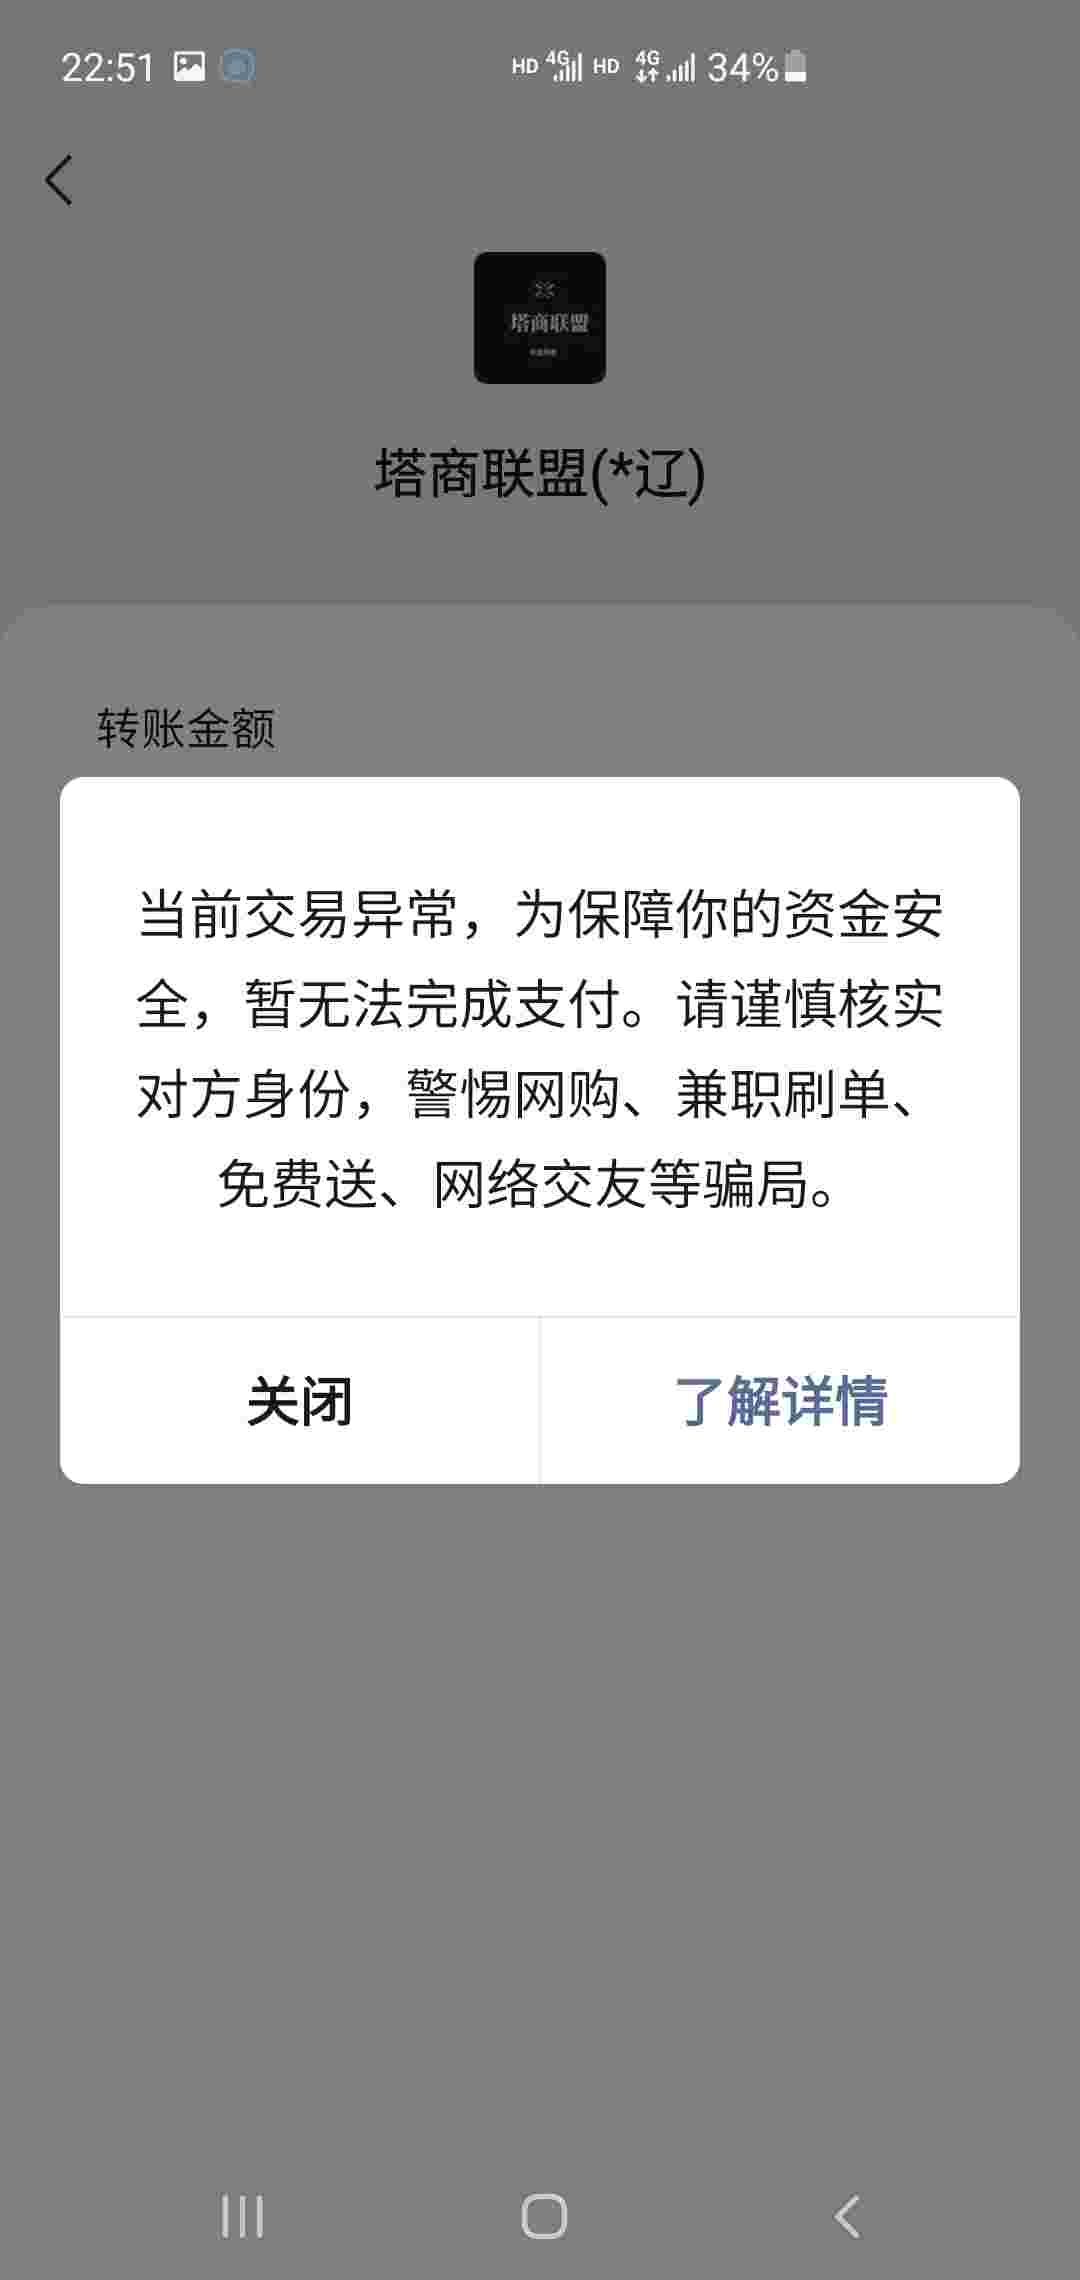 22:51
HD 4G HD 4G 34%
塔商联盟
塔商联盟(*辽)
转账金额
当前交易异常，为保障你的资金安
全，暂无法完成支付。请谨慎核实
对方身份，警惕网购、兼职刷单、
免费送、网络交友等骗局。
关闭
了解详情